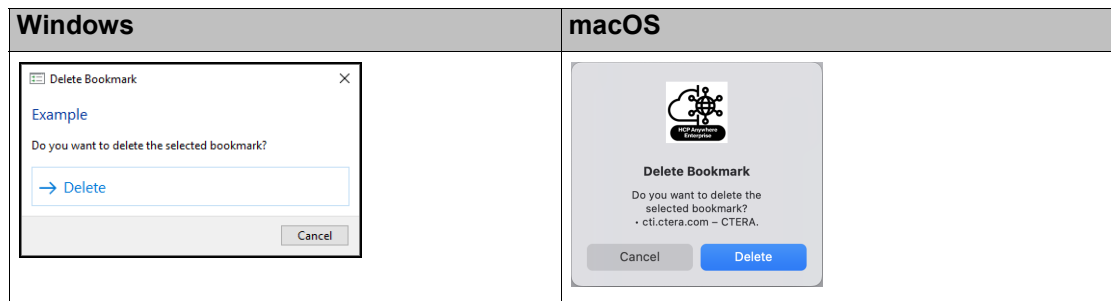 Windows
macOS
Delete Bookmark
Example
Do you want to delete the selected bookmark?
→ Delete
Cancel
HCP Anywhere
Enterprise
Delete Bookmark
Do you want to delete the
selected bookmark?
• cti.ctera.com – CTERA.
Cancel
Delete